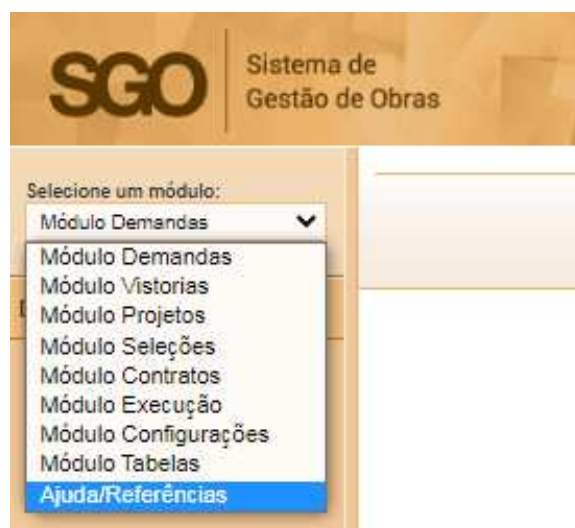 SGO
Sistema de
Gestão de Obras
Selecione um módulo:
Módulo Demandas
Módulo Demandas
Módulo Vistorias
Módulo Projetos
Módulo Seleções
Módulo Contratos
Módulo Execução
Módulo Configurações
Módulo Tabelas
Ajuda/Referências